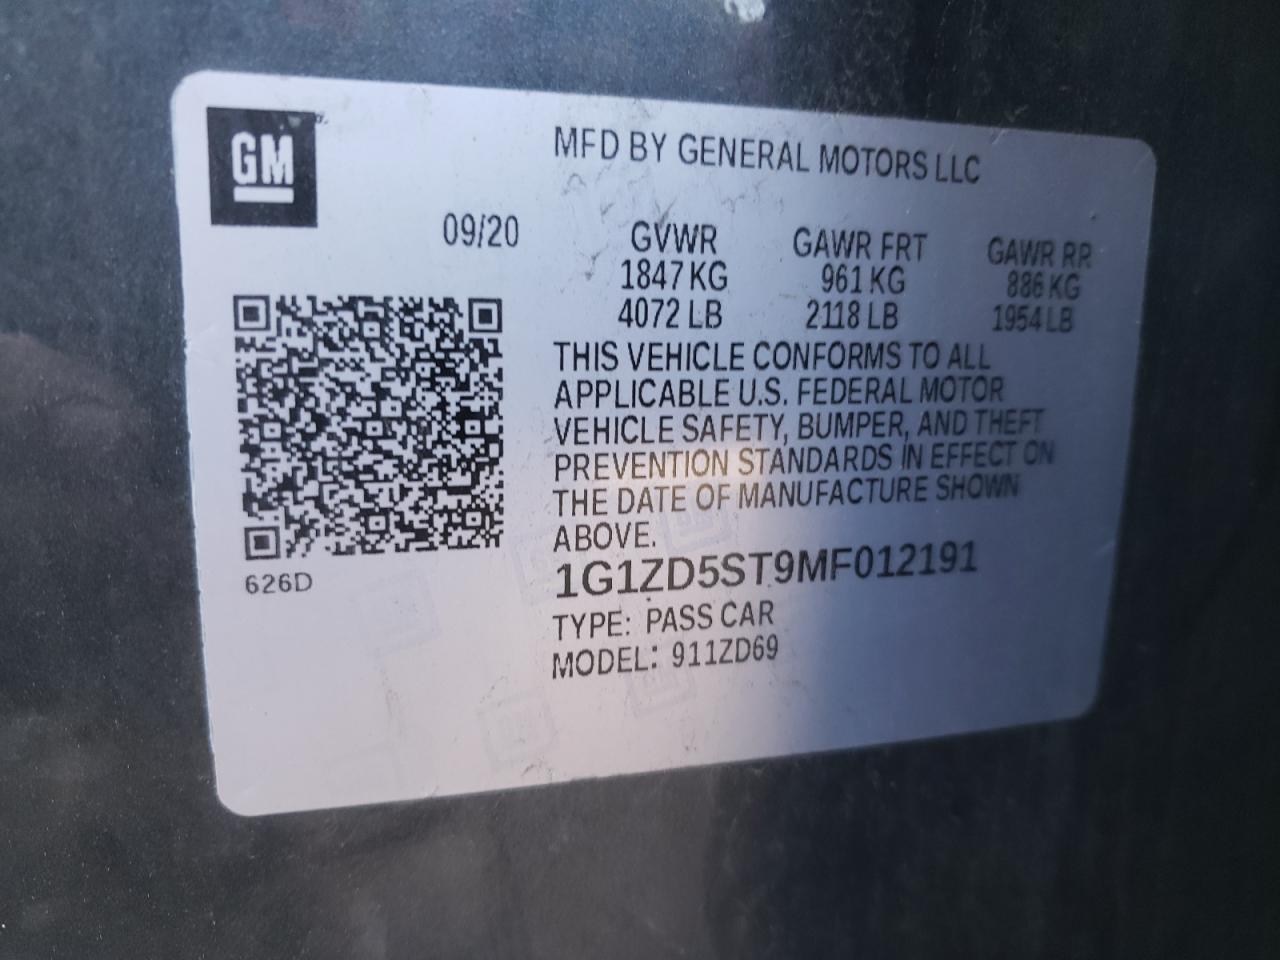 GM
MFD BY GENERAL MOTORS LLC
09/20
GVWR GAWR FRT GAWR RR
1847 KG 961 KG 886 KG
4072 LB 2118 LB 1954 LB
THIS VEHICLE CONFORMS TO ALL
APPLICABLE U.S. FEDERAL MOTOR
VEHICLE SAFETY, BUMPER, AND THEFT
PREVENTION STANDARDS IN EFFECT ON
THE DATE OF MANUFACTURE SHOWN
ABOVE.
626D
1G1ZD5ST9MF012191
TYPE: PASS CAR
MODEL: 911ZD69